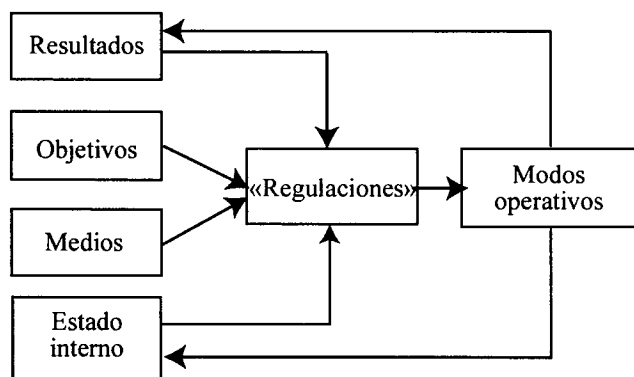 Resultados
Objetivos
Medios
Estado
interno
«Regulaciones»
Modos
operativos